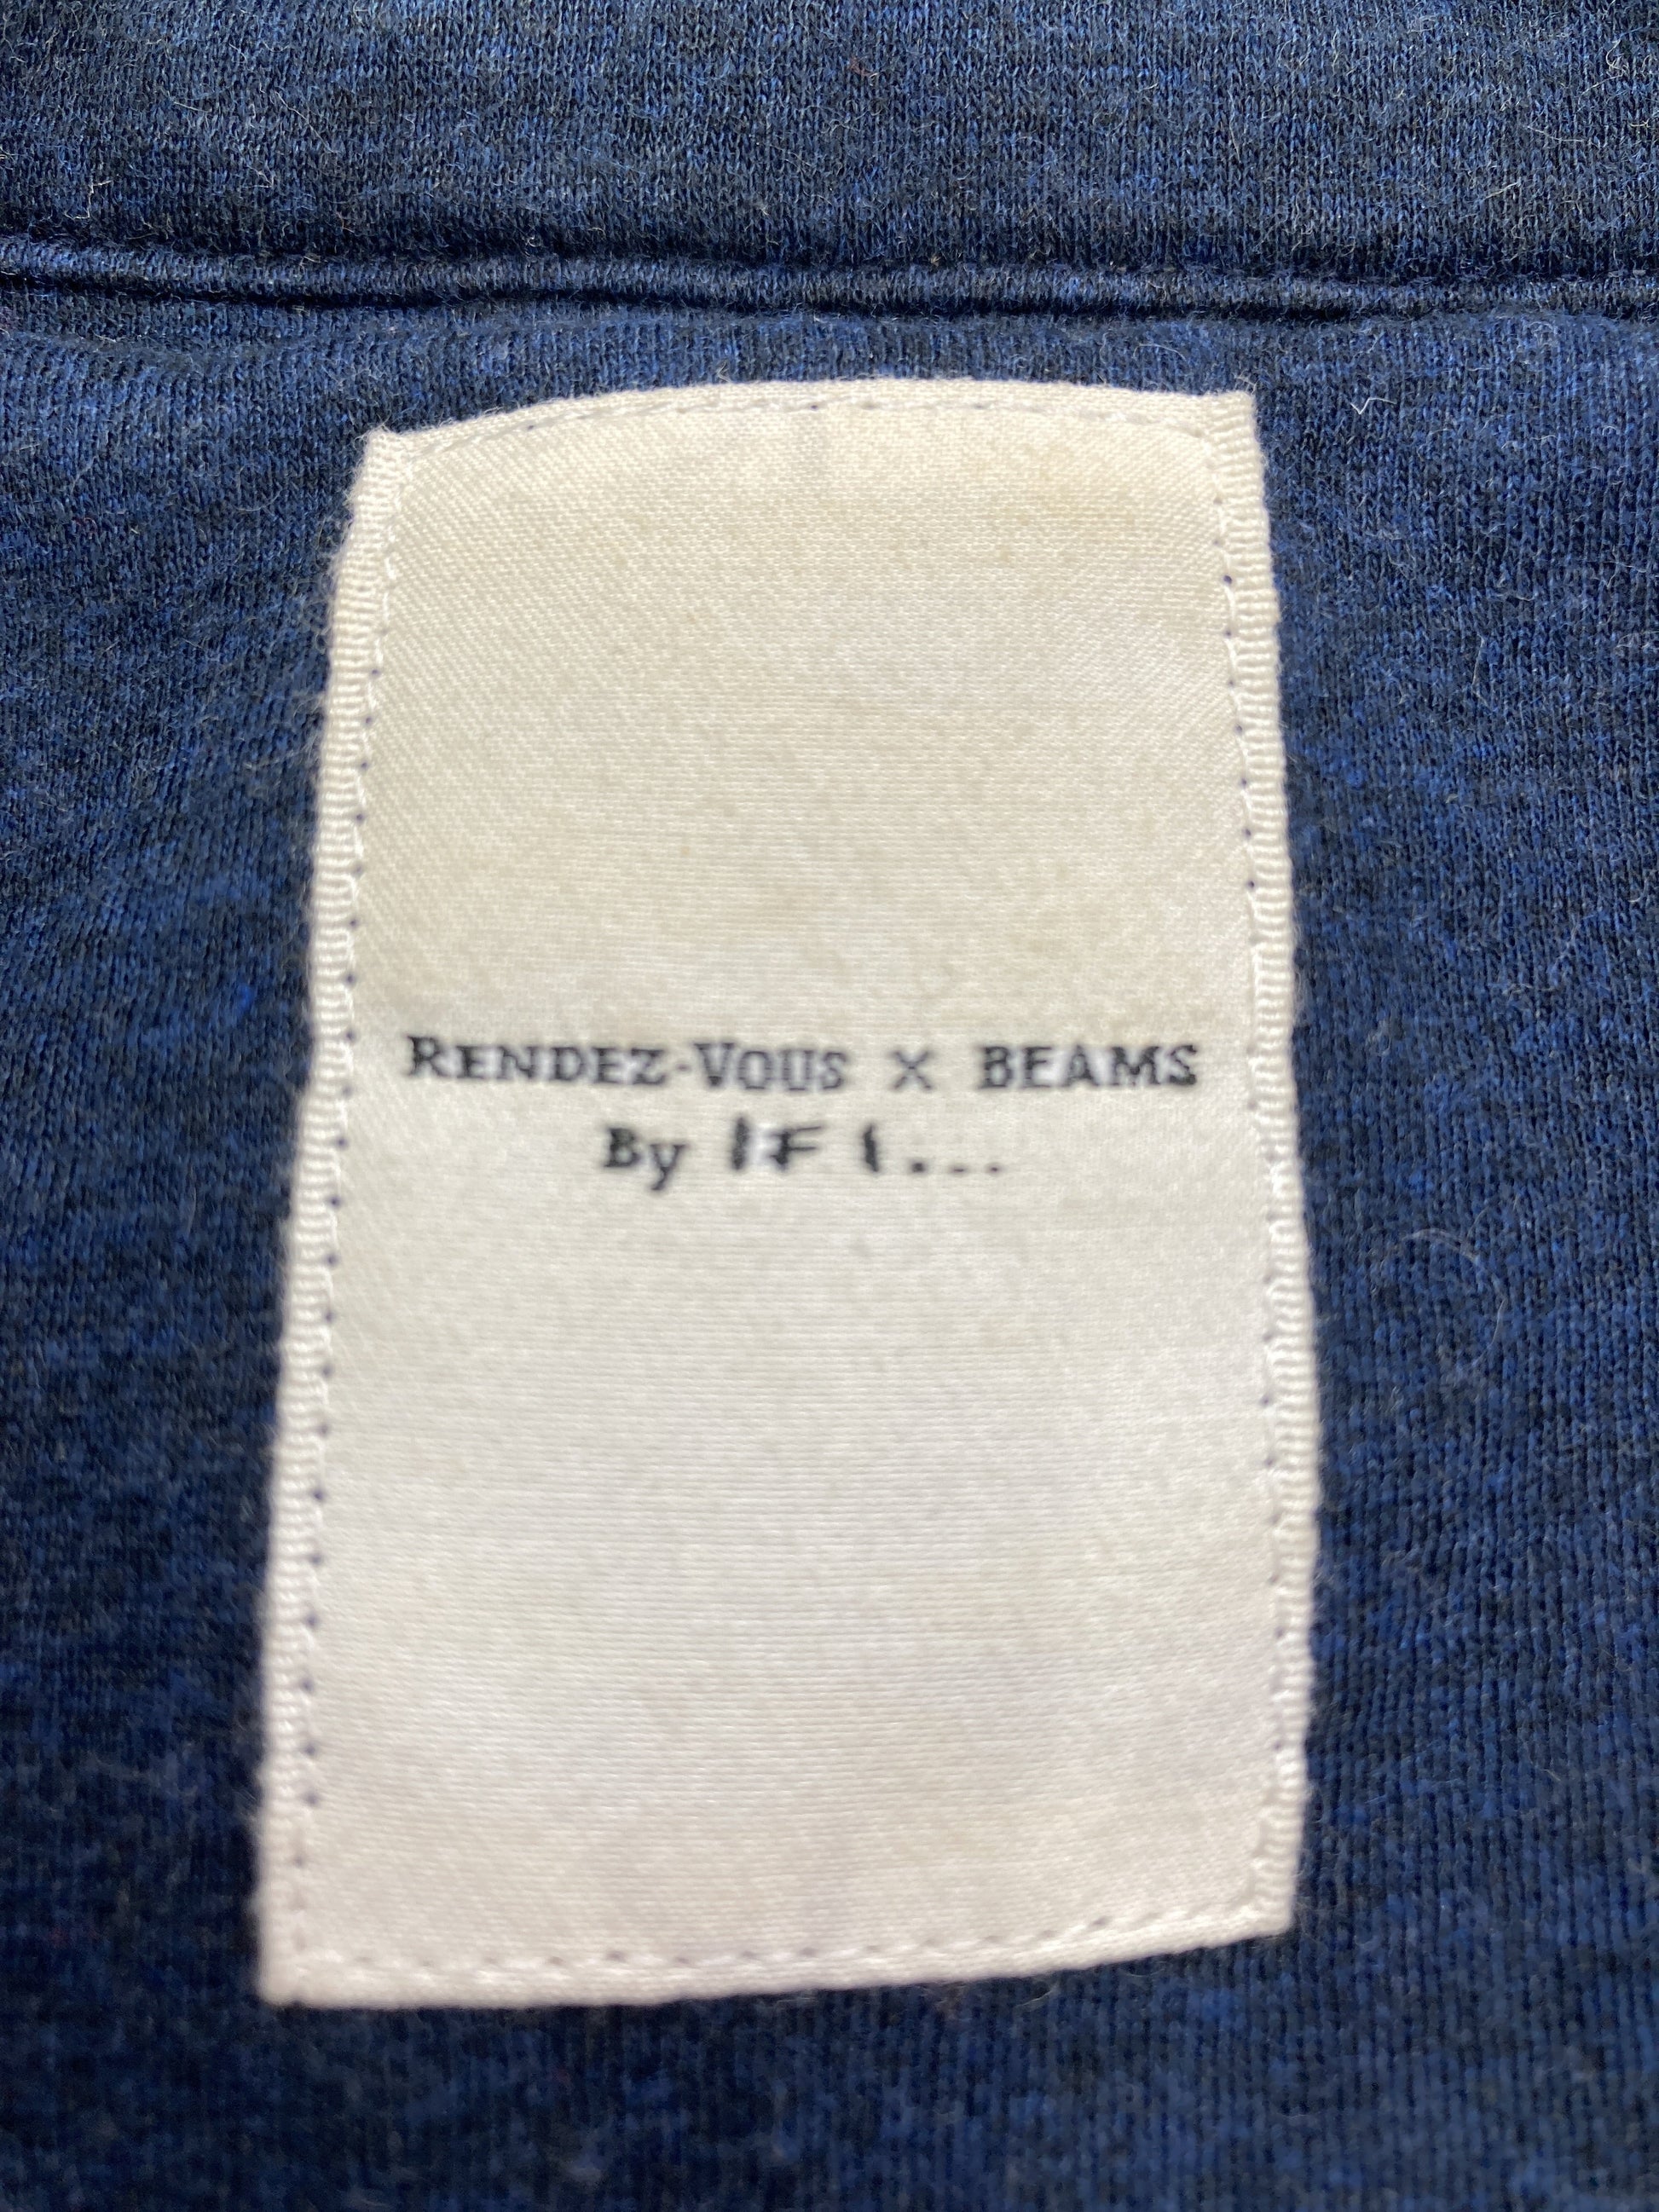 RENDEZ-VOUS X BEAMS
By IF I...